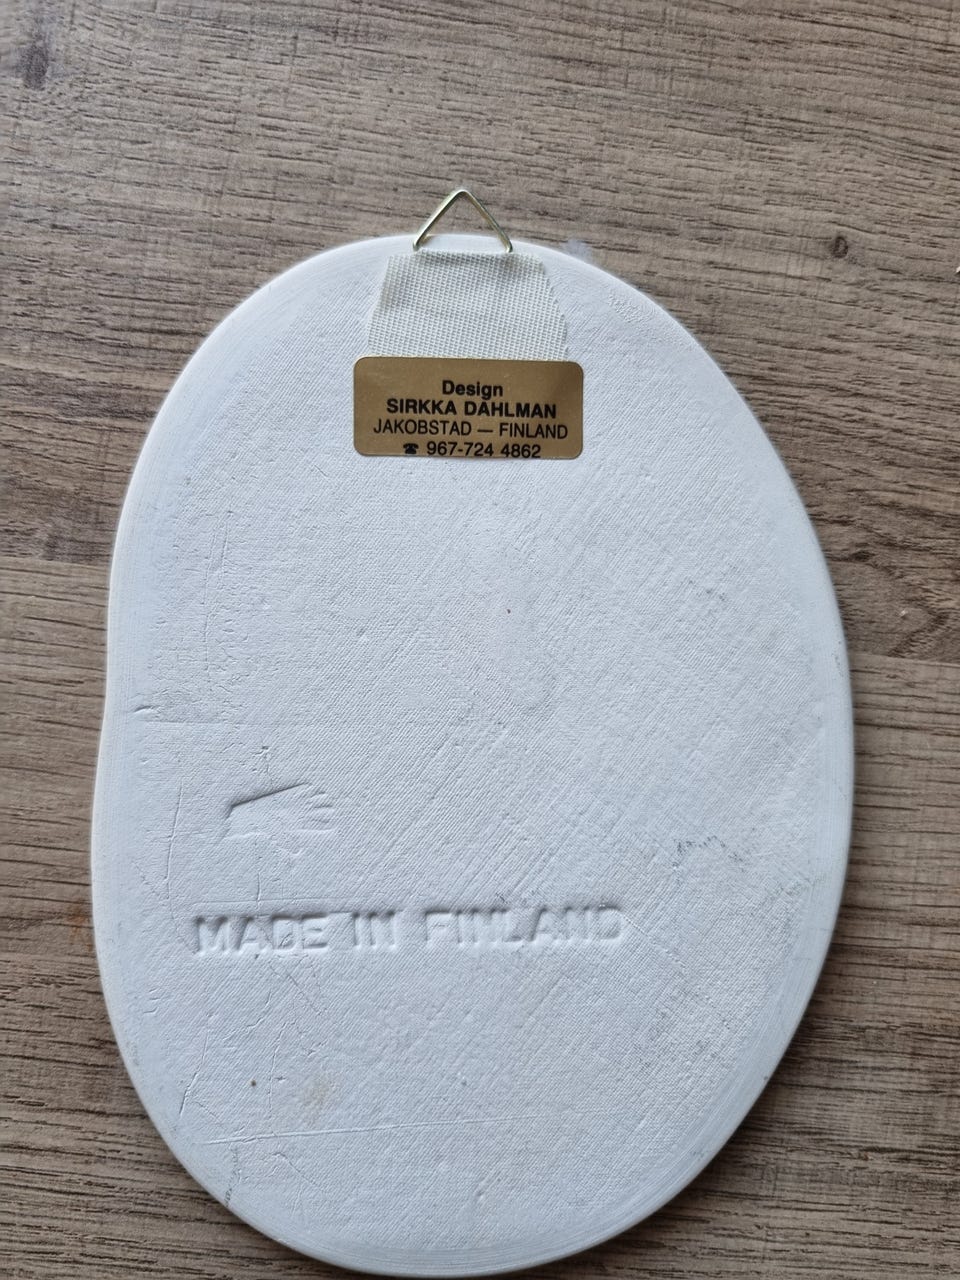 Design
SIRKKA DAHLMAN
JAKOBSTAD — FINLAND
☎ 967-724 4862
MADE IN FINLAND